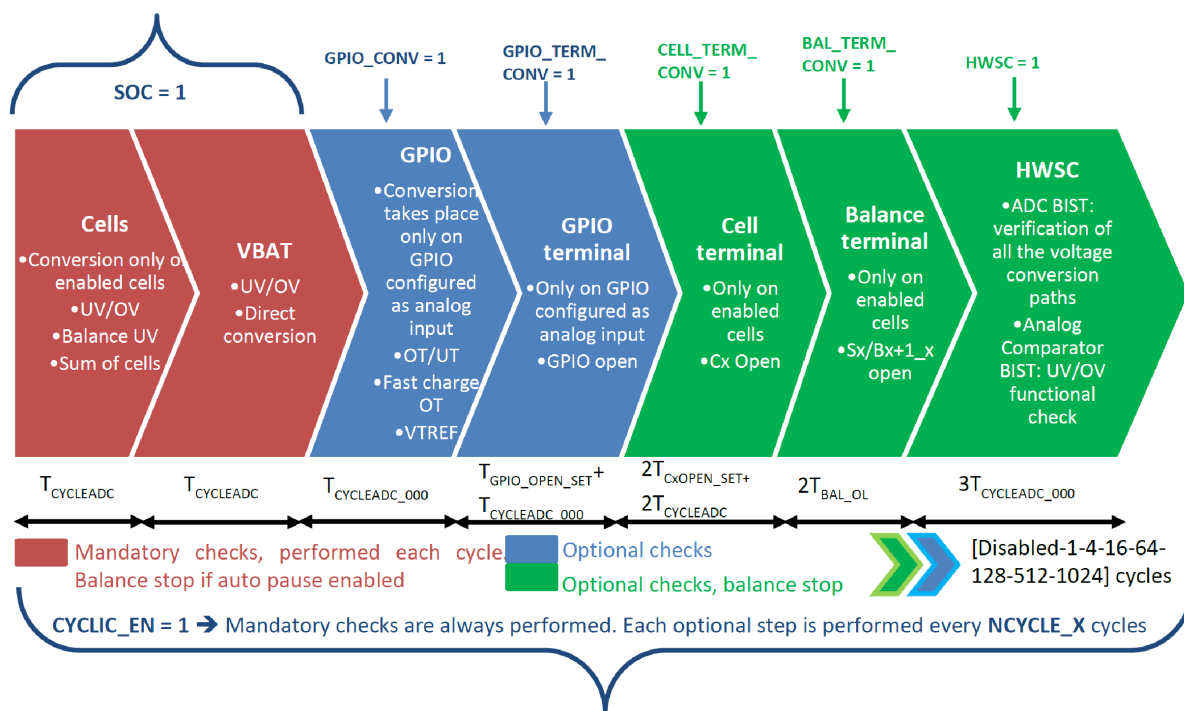 SOC = 1
GPIO_CONV = 1
GPIO_TERM_
CONV = 1
CELL_TERM_
CONV = 1
BAL_TERM_
CONV = 1
HWSC = 1
Cells
•Conversion only o
enabled cells
•UV/OV
•Balance UV
•Sum of cells
VBAT
•UV/OV
•Direct
conversion
GPIO
•Conversion
takes place
only on
GPIO
configured
as analog
input
•OT/UT
•Fast charge
OT
•VTREF
GPIO
terminal
•Only on GPIO
configured as
analog input
•GPIO open
Cell
terminal
•Only on
enabled
cells
•Cx Open
Balance
terminal
•Only on
enabled
cells
•Sx/Bx+1_x
open
HWSC
•ADC BIST:
verification of
all the voltage
conversion
paths
•Analog
Comparator
BIST: UV/OV
functional
check
TCYCLEADC
TCYCLEADC
TCYCLEADC_000
TGPIO_OPEN_SET+
TCYCLEADC_000
2TCxOPEN_SET+
2TCYCLEADC
2TBAL_OL
3TCYCLEADC_000
Mandatory checks, performed each cycle
Balance stop if auto pause enabled
Optional checks
Optional checks, balance stop
[Disabled-1-4-16-64-
128-512-1024] cycles
CYCLIC_EN = 1 ➔ Mandatory checks are always performed. Each optional step is performed every NCYCLE_X cycles